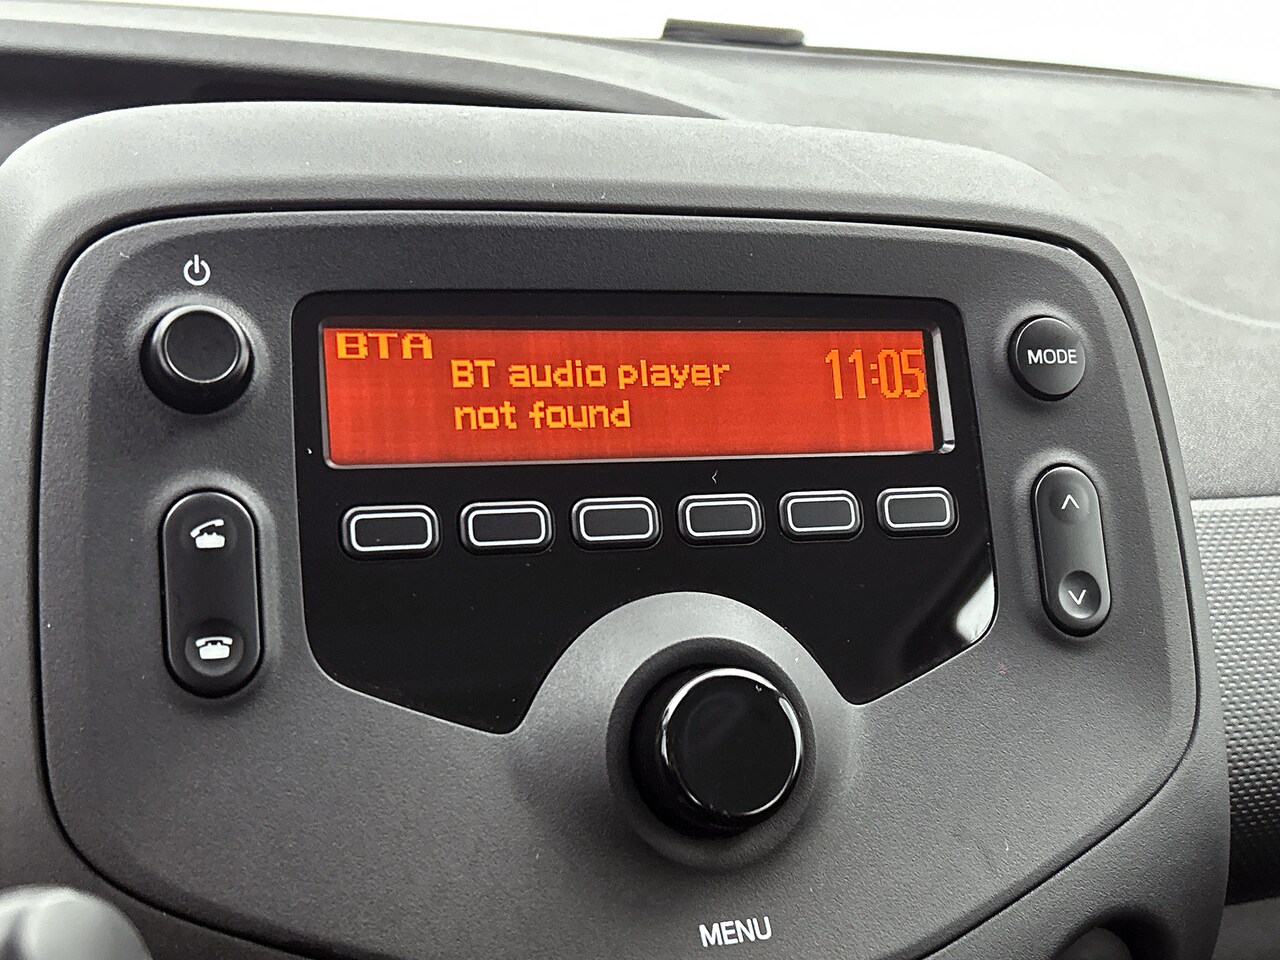 BTA
BT audio player
not found
11:05
MODE
MENU